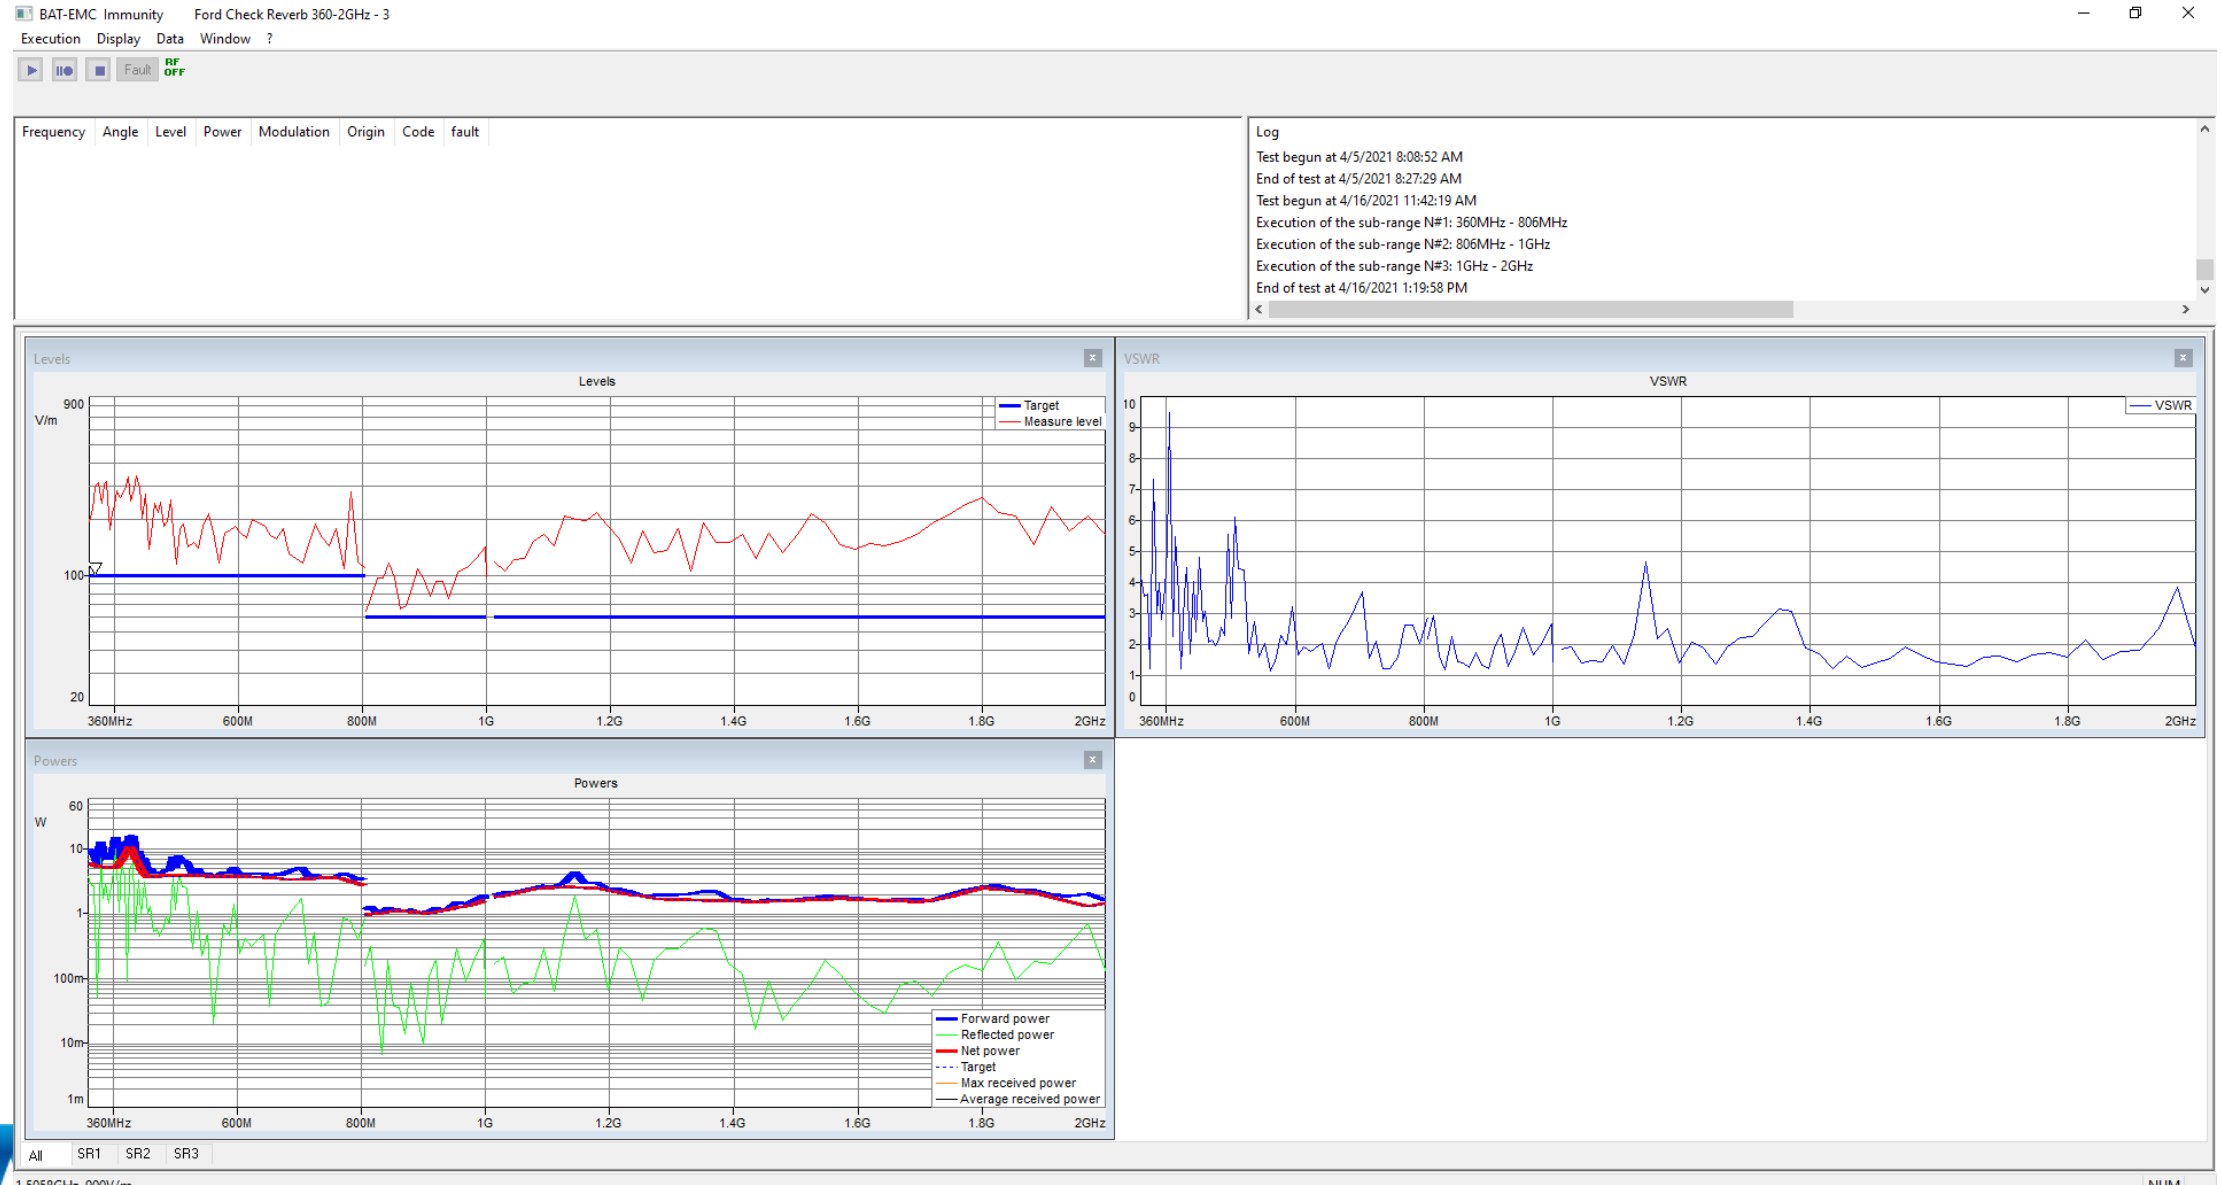 BAT-EMC Immunity Ford Check Reverb 360-2GHz - 3
Execution Display Data Window ?
Fault RF OFF
Frequency Angle Level Power Modulation Origin Code fault
Log
Test begun at 4/5/2021 8:08:52 AM
End of test at 4/5/2021 8:27:29 AM
Test begun at 4/16/2021 11:42:19 AM
Execution of the sub-range N#1: 360MHz - 806MHz
Execution of the sub-range N#2: 806MHz - 1GHz
Execution of the sub-range N#3: 1GHz - 2GHz
End of test at 4/16/2021 1:19:58 PM
Levels
Levels
900
V/m
100
20
Target
Measure level
360MHz 600M 800M 1G 1.2G 1.4G 1.6G 1.8G 2GHz
VSWR
VSWR
10
9
8
7
6
5
4
3
2
1
0
VSWR
360MHz 600M 800M 1G 1.2G 1.4G 1.6G 1.8G 2GHz
Powers
Powers
60
W
10
1
100m
10m
1m
Forward power
Reflected power
Net power
Target
Max received power
Average received power
360MHz 600M 800M 1G 1.2G 1.4G 1.6G 1.8G 2GHz
All SR1 SR2 SR3
1.5058GHz 900V/m
NUM